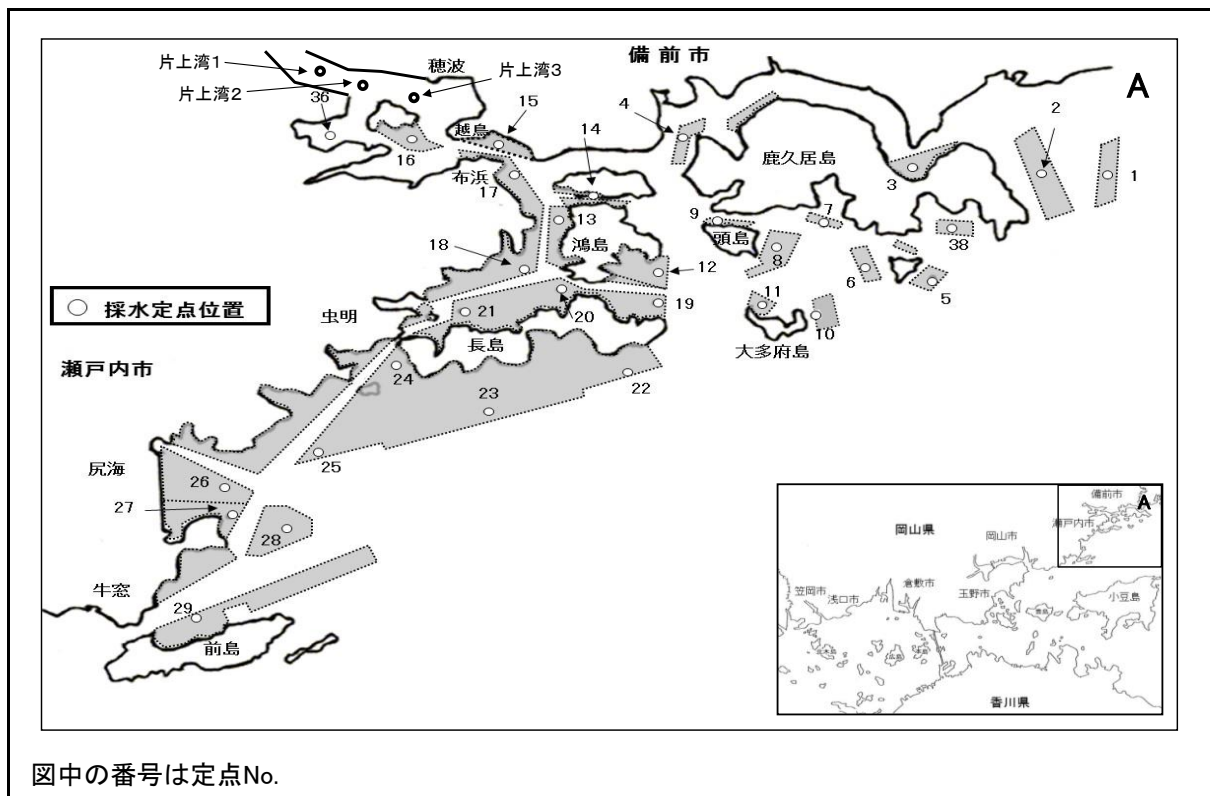 備前市
A
片上湾1
穂波
片上湾2
片上湾3
36
15
4
2
越島
14
16
鹿久居島
布浜
3
1
17
13
9
7
38
鴻島
頭島
18
12
8
6
5
採水定点位置
11
19
20
21
10
虫明
長島
大多府島
瀬戸内市
24
22
23
25
尻海
26
27
28
牛窓
29
前島
備前市
A
瀬戸内市
岡山県
岡山市
倉敷市
玉野市
笠岡市
浅口市
小豆島
香川県
図中の番号は定点No.